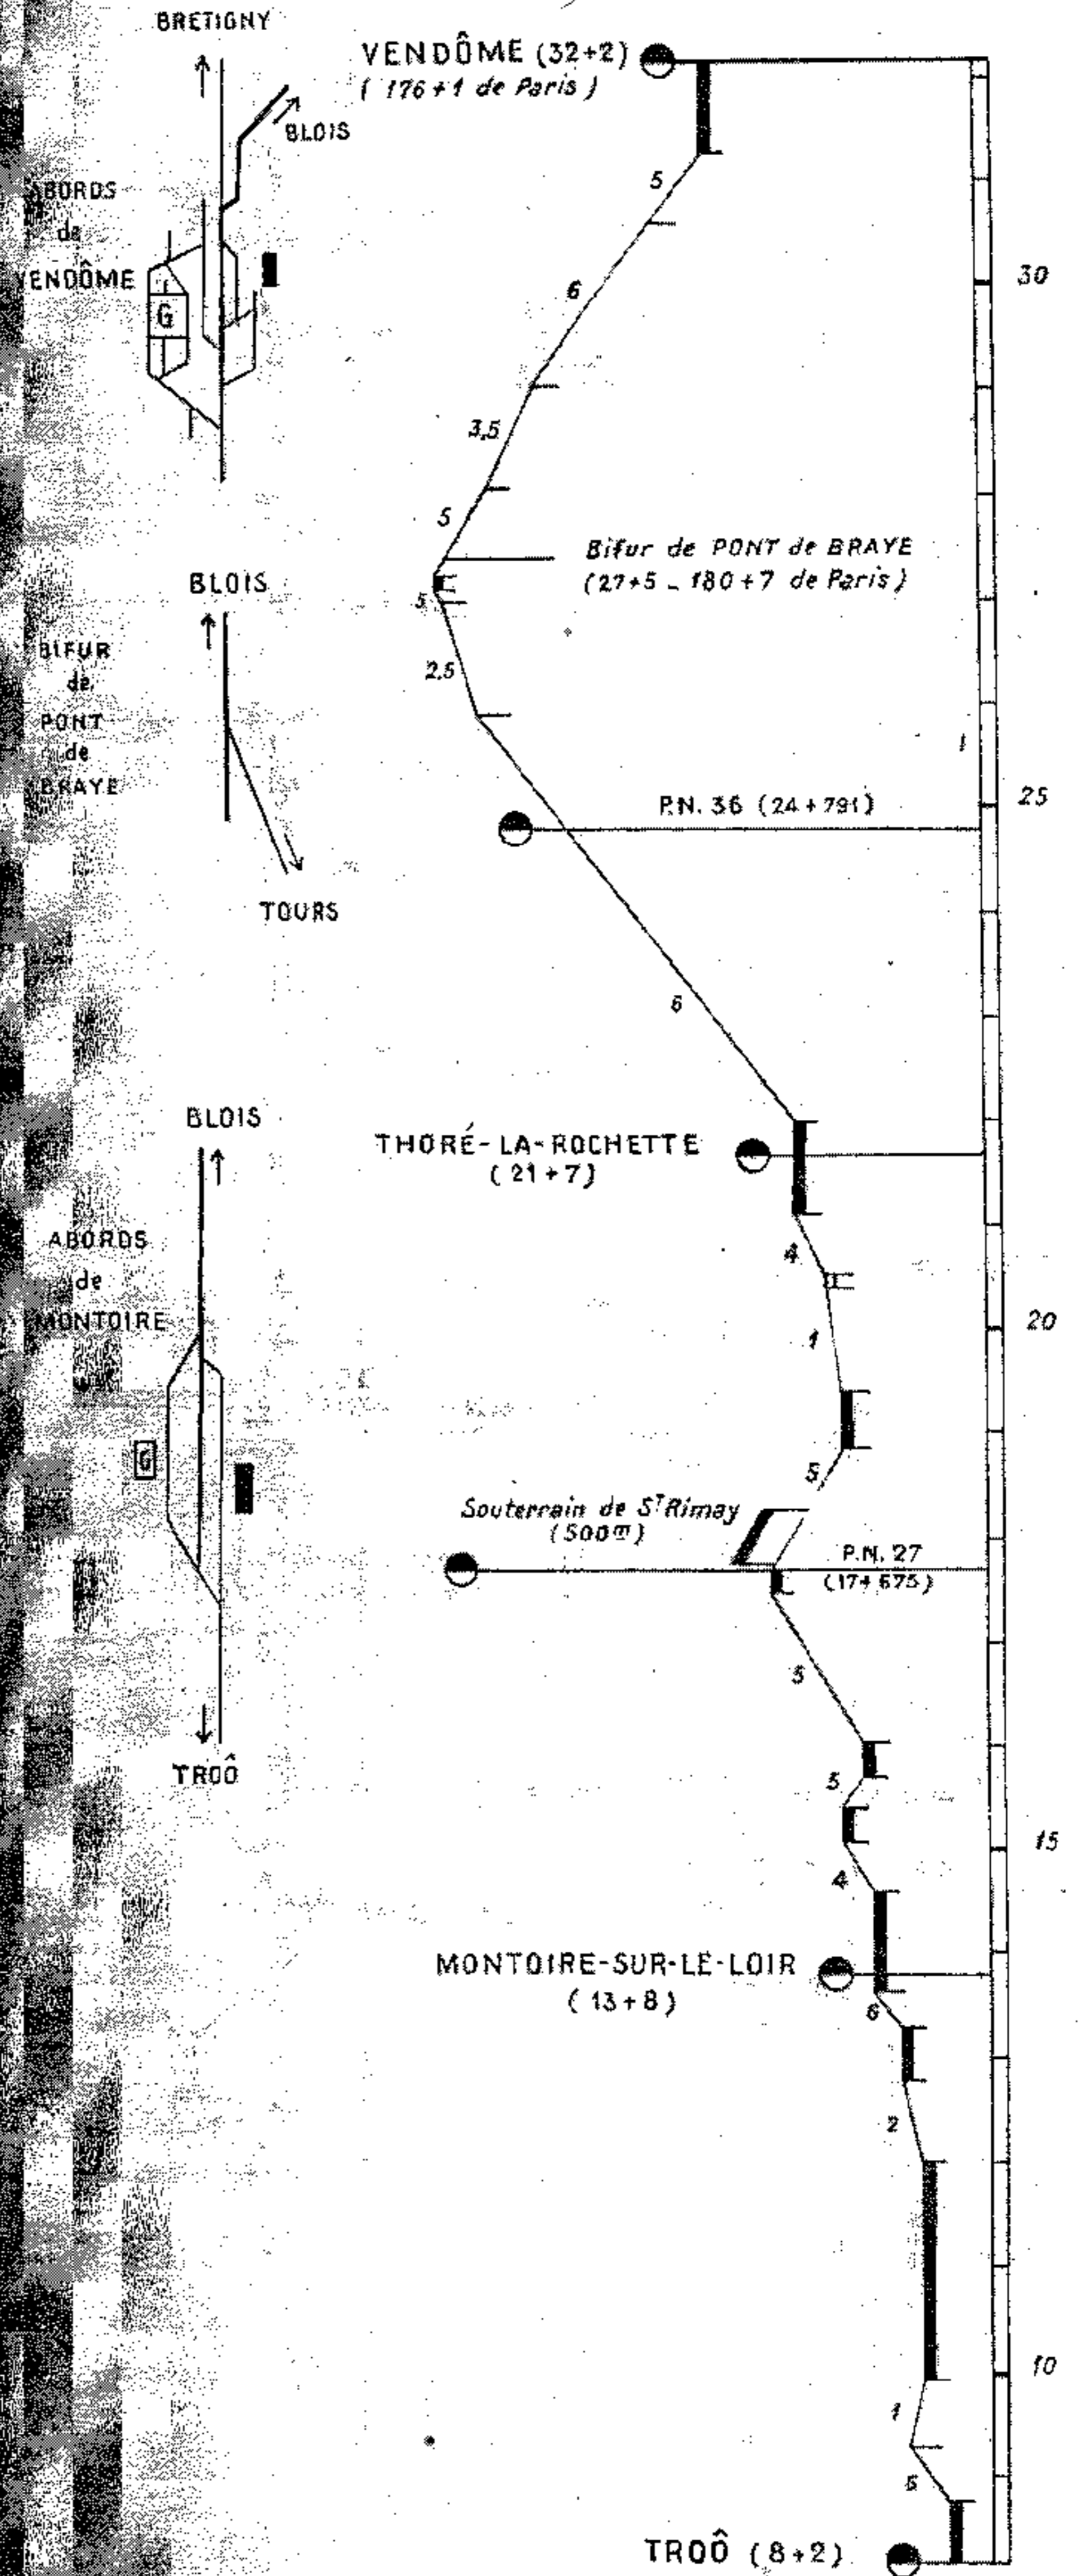 BRETIGNY
VENDÔME (32+2)
( 176+1 de Paris )
BLOIS
ABORDS
de
VENDÔME
G
5
30
6
3,5
5
Bifur de PONT de BRAYE
(27+5 _ 180+7 de Paris)
BLOIS
5
BIFUR
de
PONT
de
BRAYE
2,5
1
25
P.N. 36 (24+791)
TOURS
6
BLOIS
THORÉ-LA-ROCHETTE
( 21+7 )
ABORDS
de
MONTOIRE
4
20
1
G
5
Souterrain de ST Rimay
(500m)
P.N. 27
(17+675)
5
TROÔ
5
15
4
MONTOIRE-SUR-LE-LOIR
( 13+8 )
6
2
10
1
TROÔ (8+2)